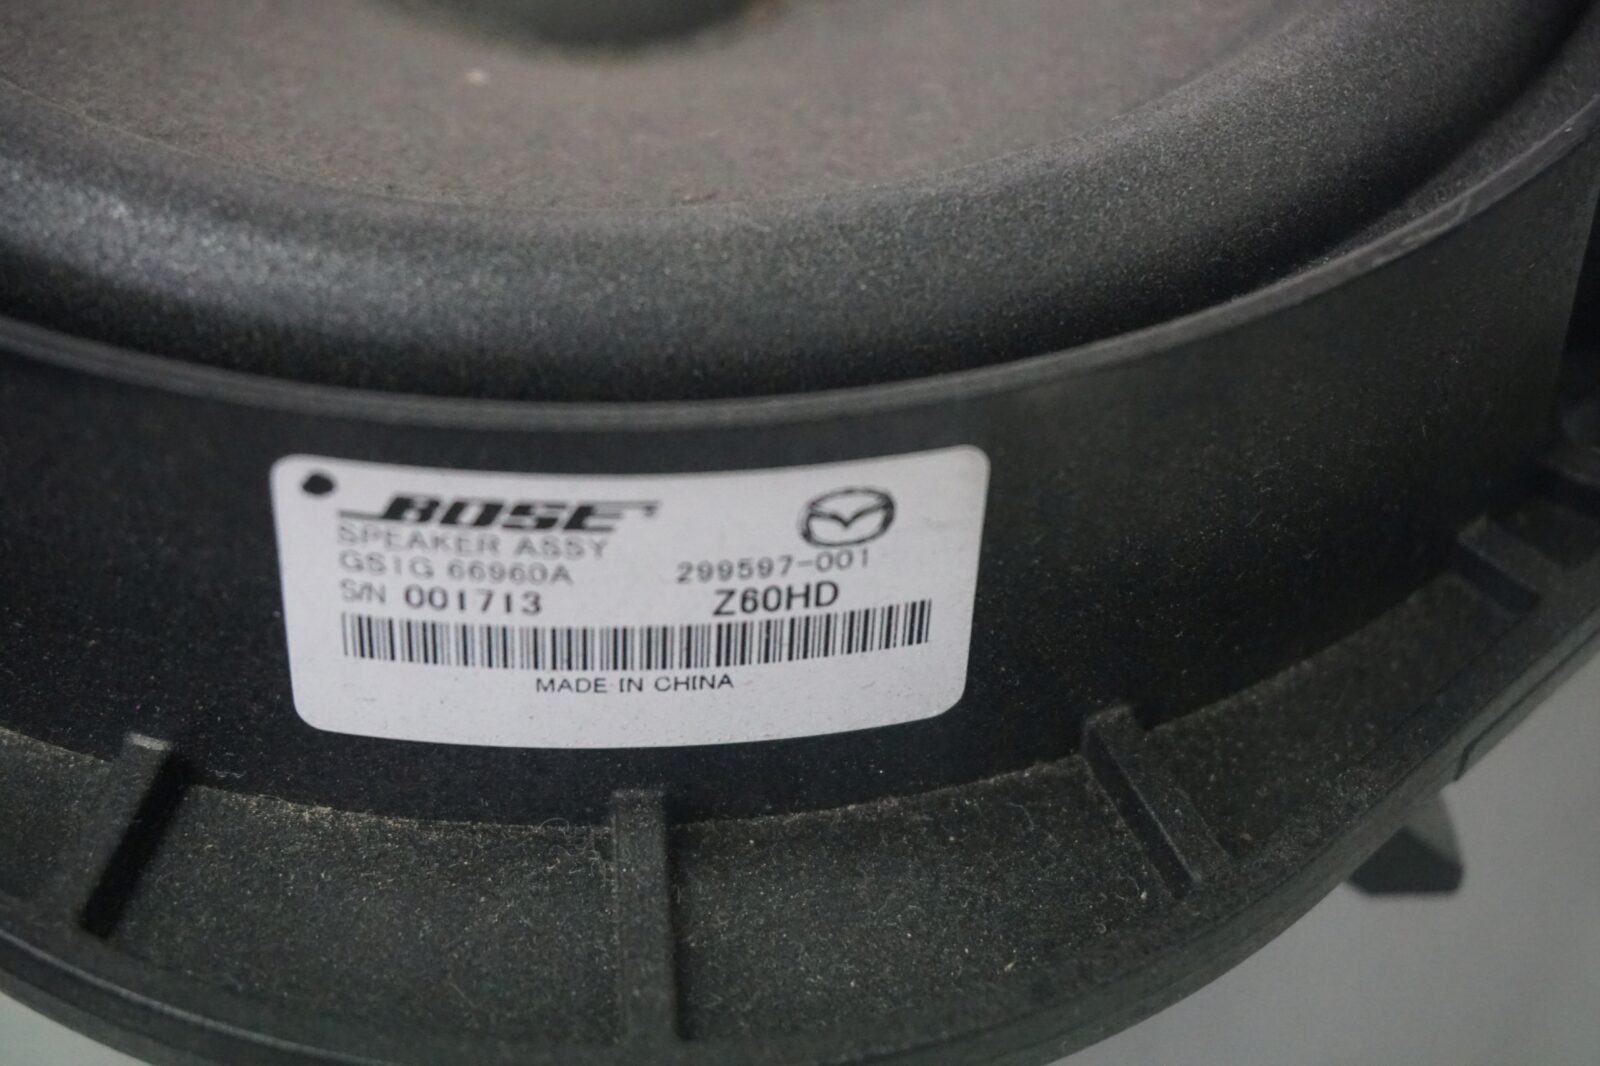 BOSE
SPEAKER ASSY
GS1G 66960A 299597-001
S/N 001713 Z60HD
MADE IN CHINA